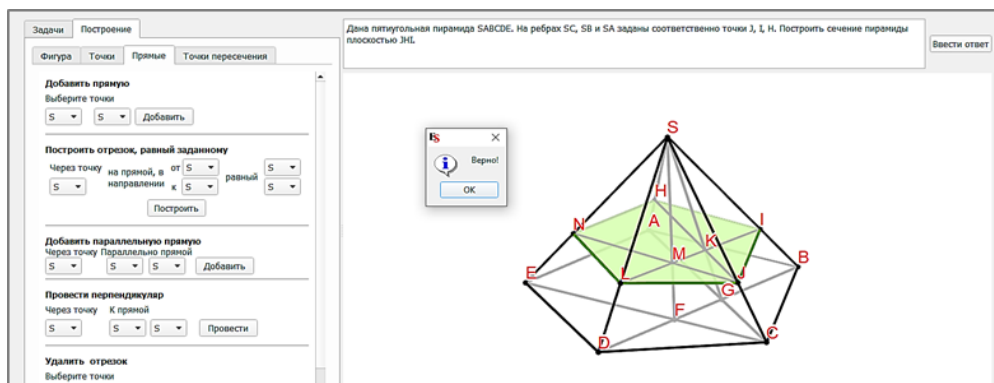 Задачи Построение
Фигура Точки Прямые Точки пересечения
Добавить прямую
Выберите точки
S S Добавить
Построить отрезок, равный заданному
Через точку на прямой, в направлении от S к S равный S S
S
Построить
Добавить параллельную прямую
Через точку Параллельно прямой
S S S Добавить
Провести перпендикуляр
Через точку К прямой
S S S Провести
Удалить отрезок
Выберите точки
Дана пятиугольная пирамида SABCDE. На ребрах SC, SB и SA заданы соответственно точки J, I, H. Построить сечение пирамиды
плоскостью JHI.
Ввести ответ
Верно!
OK
S
H
N A I
K
M B
E L J
G
F
D C